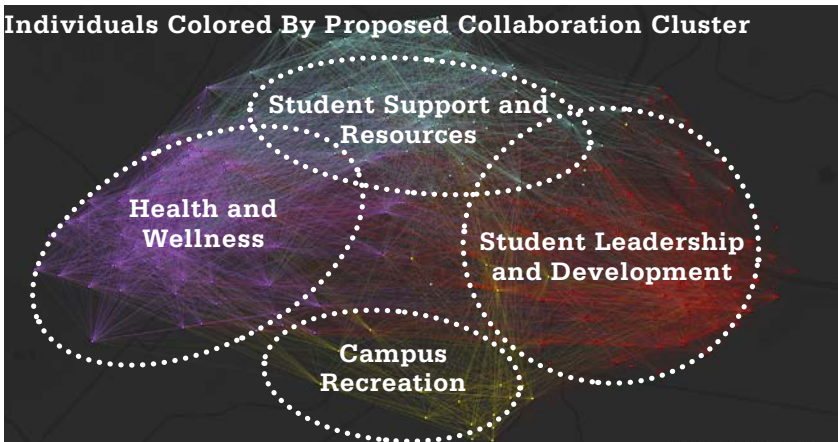 Individuals Colored By Proposed Collaboration Cluster
Student Support and
Resources
Health and
Wellness
Student Leadership
and Development
Campus
Recreation